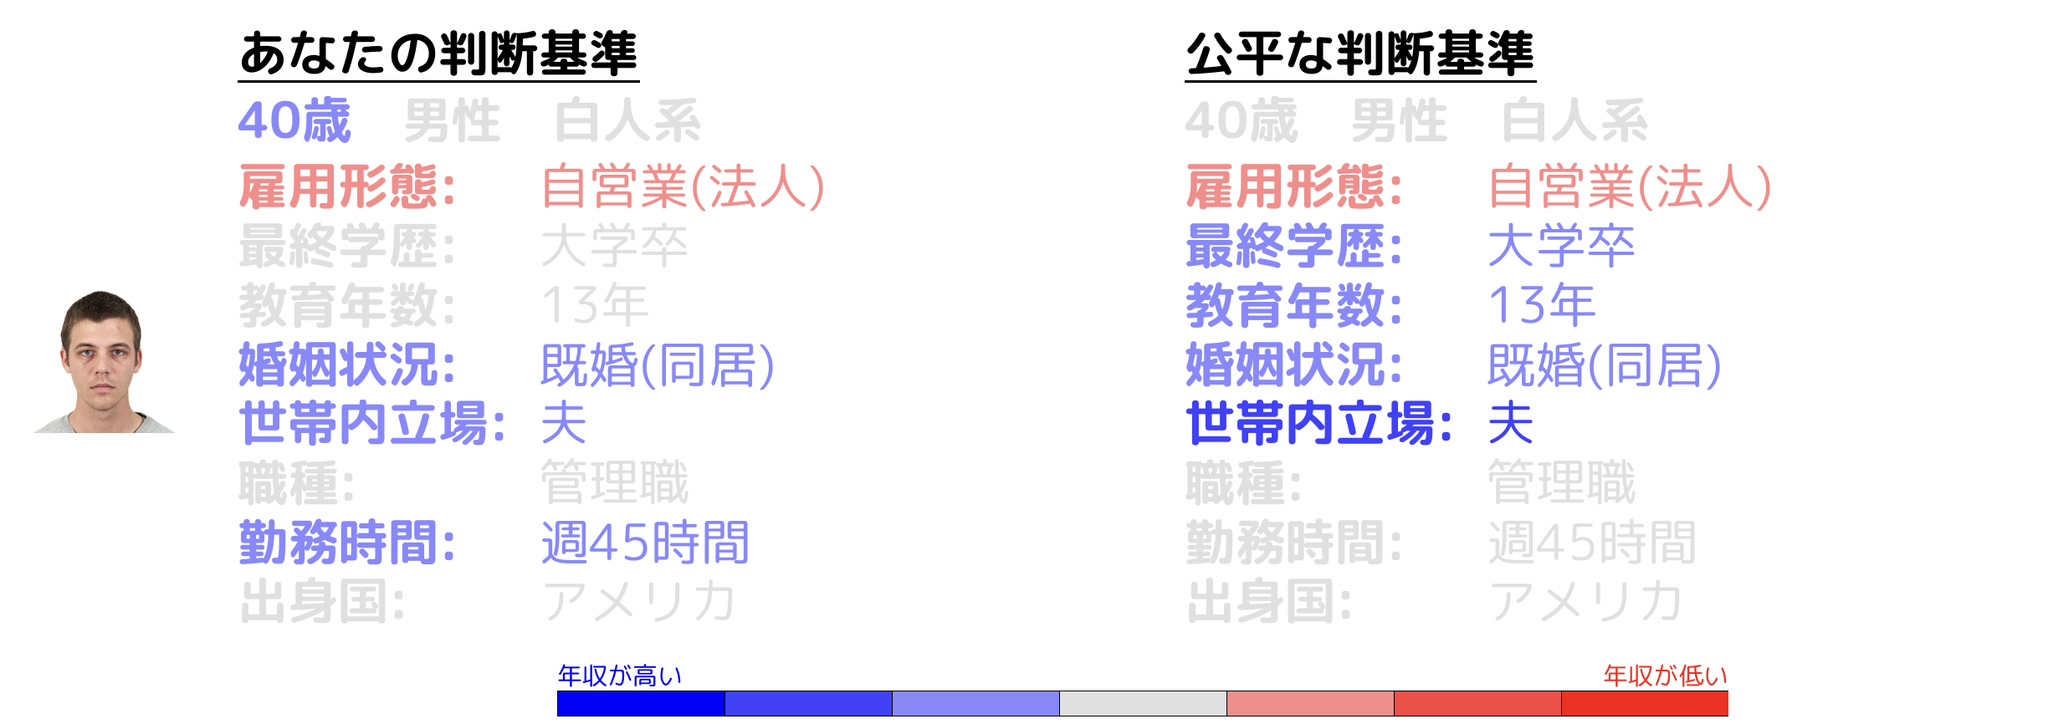 あなたの判断基準
40歳 男性 白人系
雇用形態: 自営業(法人)
最終学歴: 大学卒
教育年数: 13年
婚姻状況: 既婚(同居)
世帯内立場: 夫
職種: 管理職
勤務時間: 週45時間
出身国: アメリカ
公平な判断基準
40歳 男性 白人系
雇用形態: 自営業(法人)
最終学歴: 大学卒
教育年数: 13年
婚姻状況: 既婚(同居)
世帯内立場: 夫
職種: 管理職
勤務時間: 週45時間
出身国: アメリカ
年収が高い
年収が低い